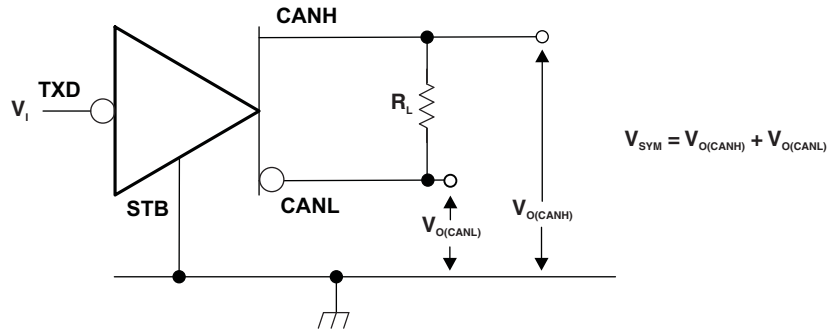 CANH
TXD
V_I
R_L
V_SYM = V_O(CANH) + V_O(CANL)
STB
CANL
V_O(CANL)
V_O(CANH)